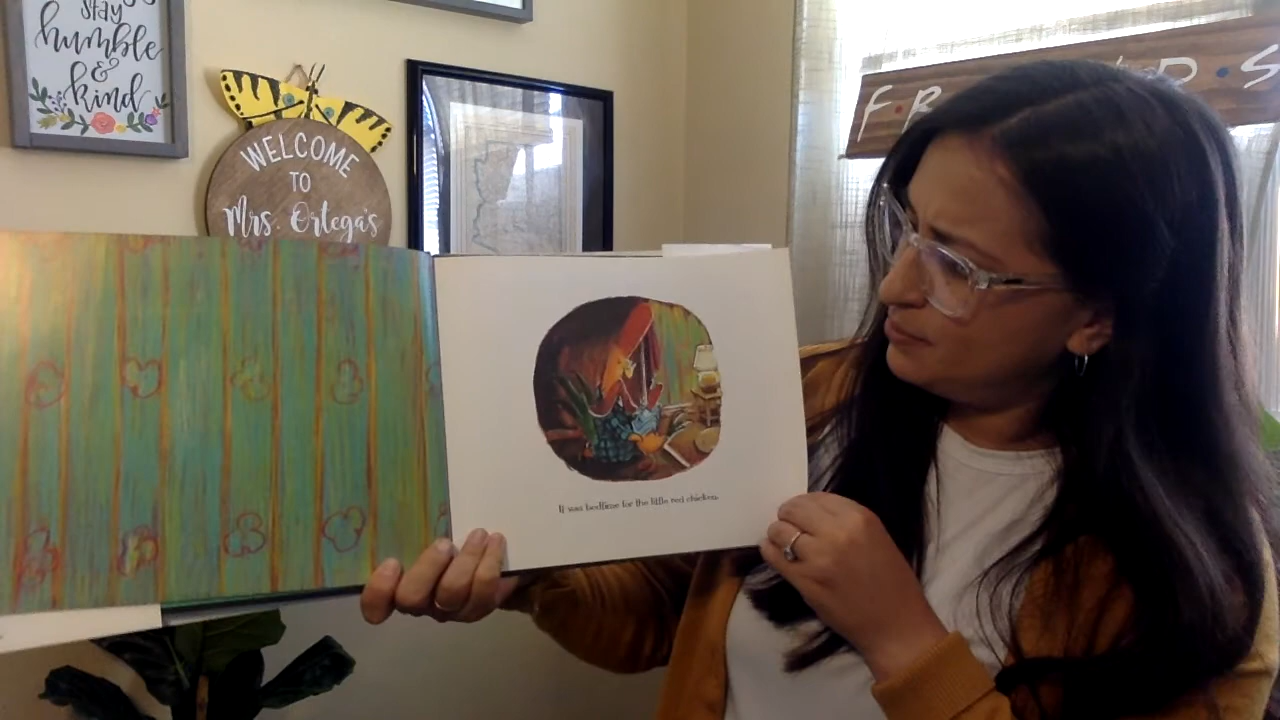 stay
humble
&
kind
WELCOME
TO
Mrs. Ortega's
F•R
D•S
It was bedtime for the little red chicken.